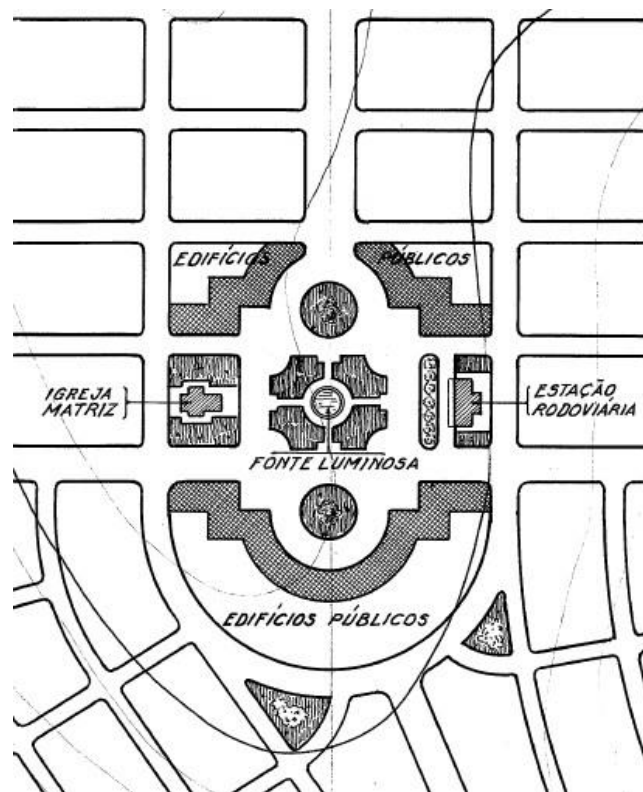 EDIFÍCIOS PÚBLICOS
IGREJA
MATRIZ
ESTAÇÃO
RODOVIÁRIA
FONTE LUMINOSA
EDIFÍCIOS PÚBLICOS